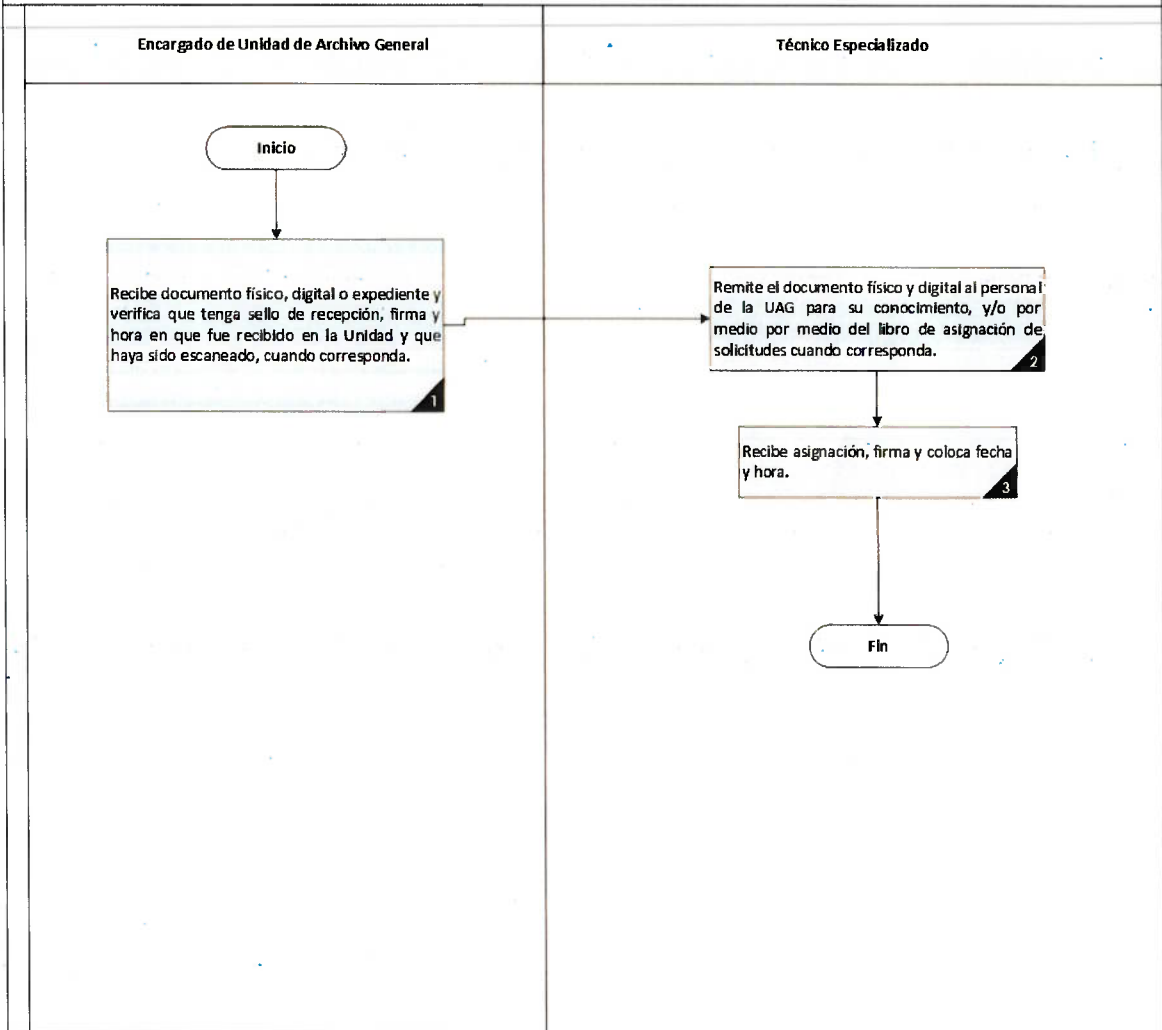 Encargado de Unidad de Archivo General
Técnico Especializado
Inicio
Recibe documento físico, digital o expediente y
verifica que tenga sello de recepción, firma y
hora en que fue recibido en la Unidad y que
haya sido escaneado, cuando corresponda.
1
Remite el documento físico y digital al personal
de la UAG para su conocimiento, y/o por
medio por medio del libro de asignación de
solicitudes cuando corresponda.
2
Recibe asignación, firma y coloca fecha
y hora.
3
Fin